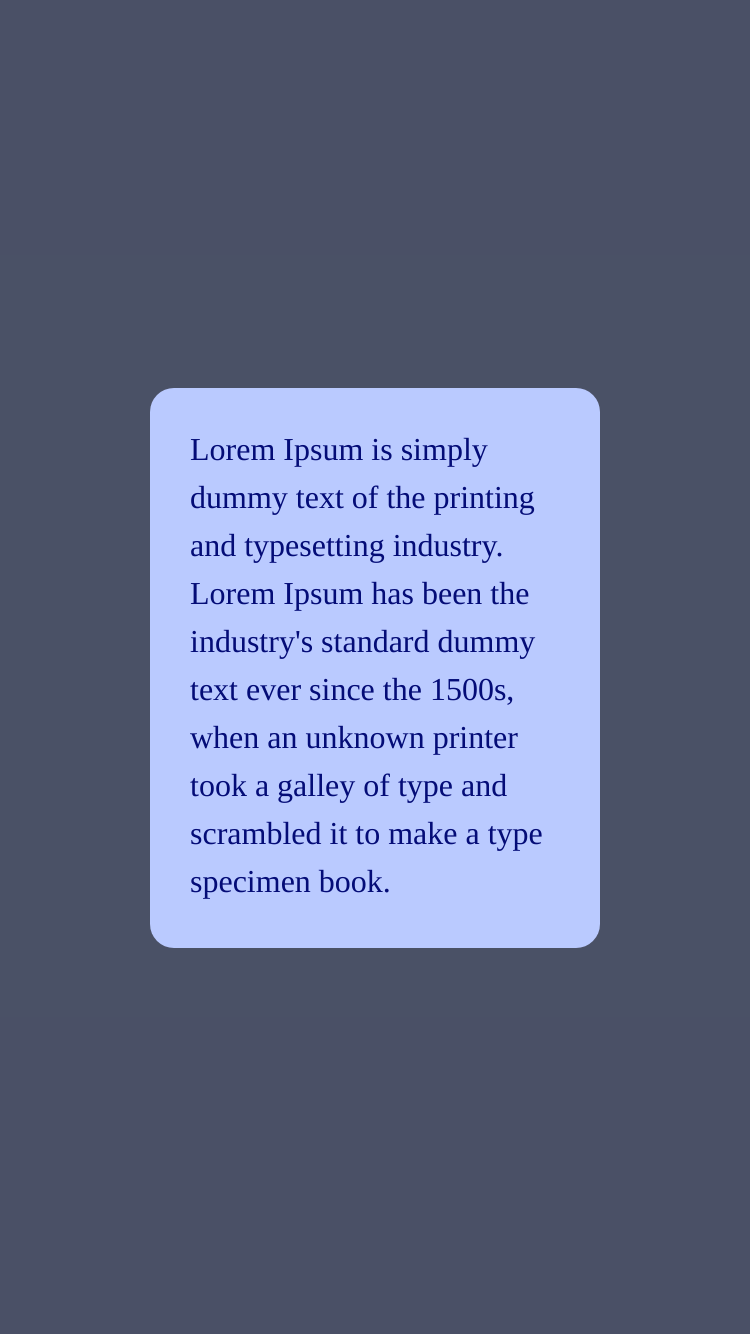 Lorem Ipsum is simply
dummy text of the printing
and typesetting industry.
Lorem Ipsum has been the
industry's standard dummy
text ever since the 1500s,
when an unknown printer
took a galley of type and
scrambled it to make a type
specimen book.